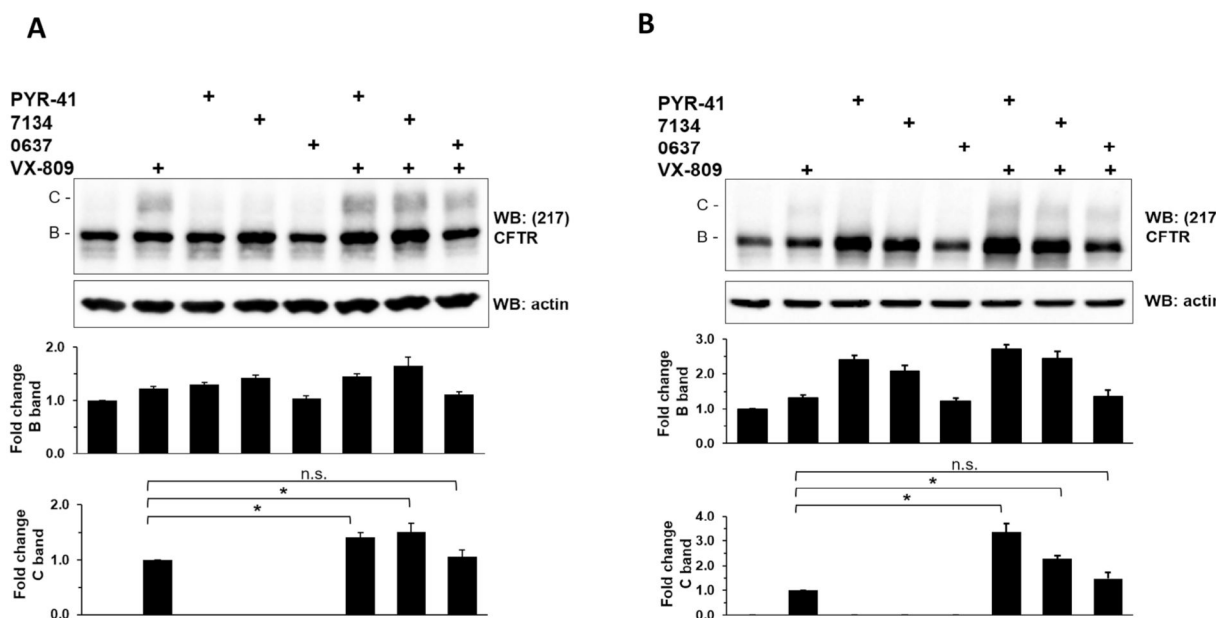 A
PYR-41 + +
7134 + +
0637 + +
VX-809 + + + +
C -
B -
WB: (217)
CFTR
WB: actin
Fold change
B band
2.0
1.0
0.0
n.s.
*
*
Fold change
C band
2.0
1.0
0.0
B
PYR-41 + +
7134 + +
0637 + +
VX-809 + + + +
C -
B -
WB: (217
CFTR
WB: actin
Fold change
B band
3.0
2.0
1.0
0.0
n.s.
*
*
Fold change
C band
4.0
3.0
2.0
1.0
0.0